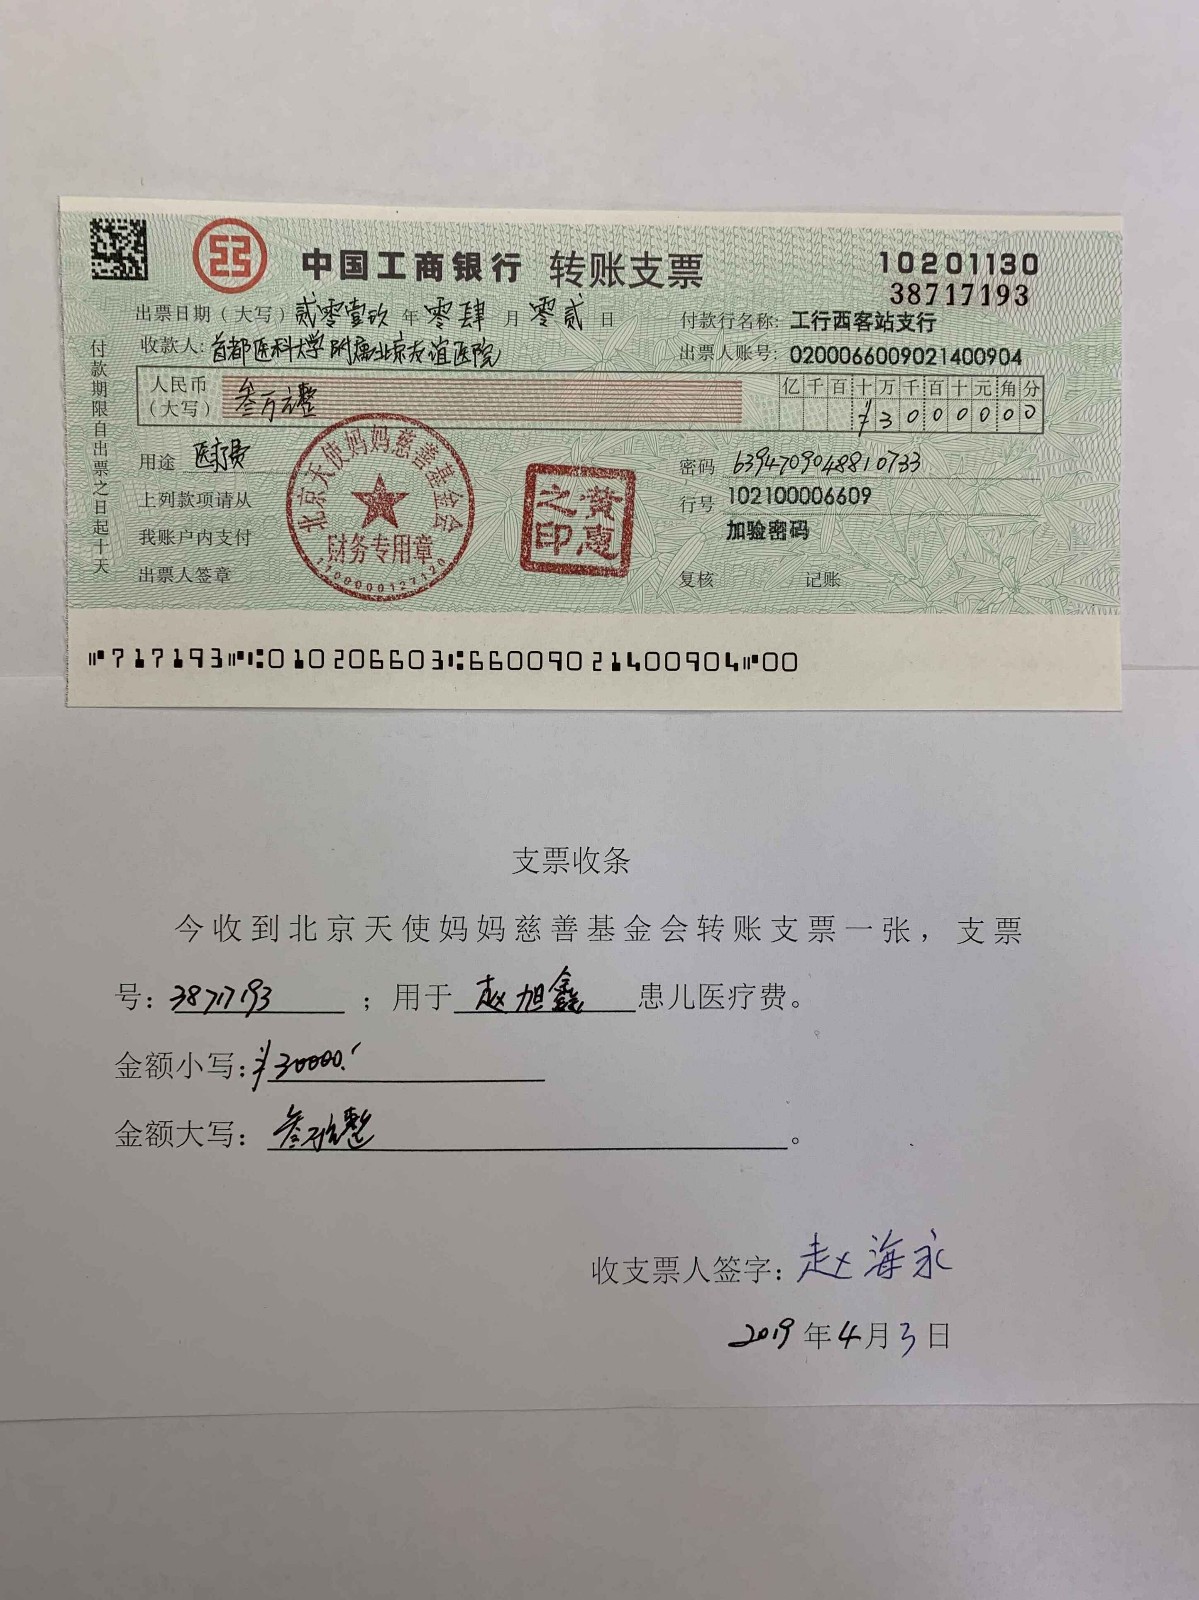 中国工商银行 转账支票
10201130
38717193
出票日期（大写）贰零壹玖年零肆月零贰日
付款行名称：工行西客站支行
收款人：首都医科大学附属北京友谊医院
出票人账号：0200066009021400904
人民币（大写）叁万元整
亿千百十万千百十元角分
¥3000000
用途 医疗费
密码 6394709048810733
上列款项请从
行号 102100006609
我账户内支付
加验密码
出票人签章
复核 记账
付款期限自出票之日起十天
北京天使妈妈慈善基金会
财务专用章
1100000127120
黄惠之印
⑈717193⑈⑆010206603⑆66009021400904⑈00
支票收条
今收到北京天使妈妈慈善基金会转账支票一张，支票
号：38717193；用于赵旭鑫患儿医疗费。
金额小写：¥30000.-
金额大写：叁万元整。
收支票人签字：赵海永
2019年4月3日